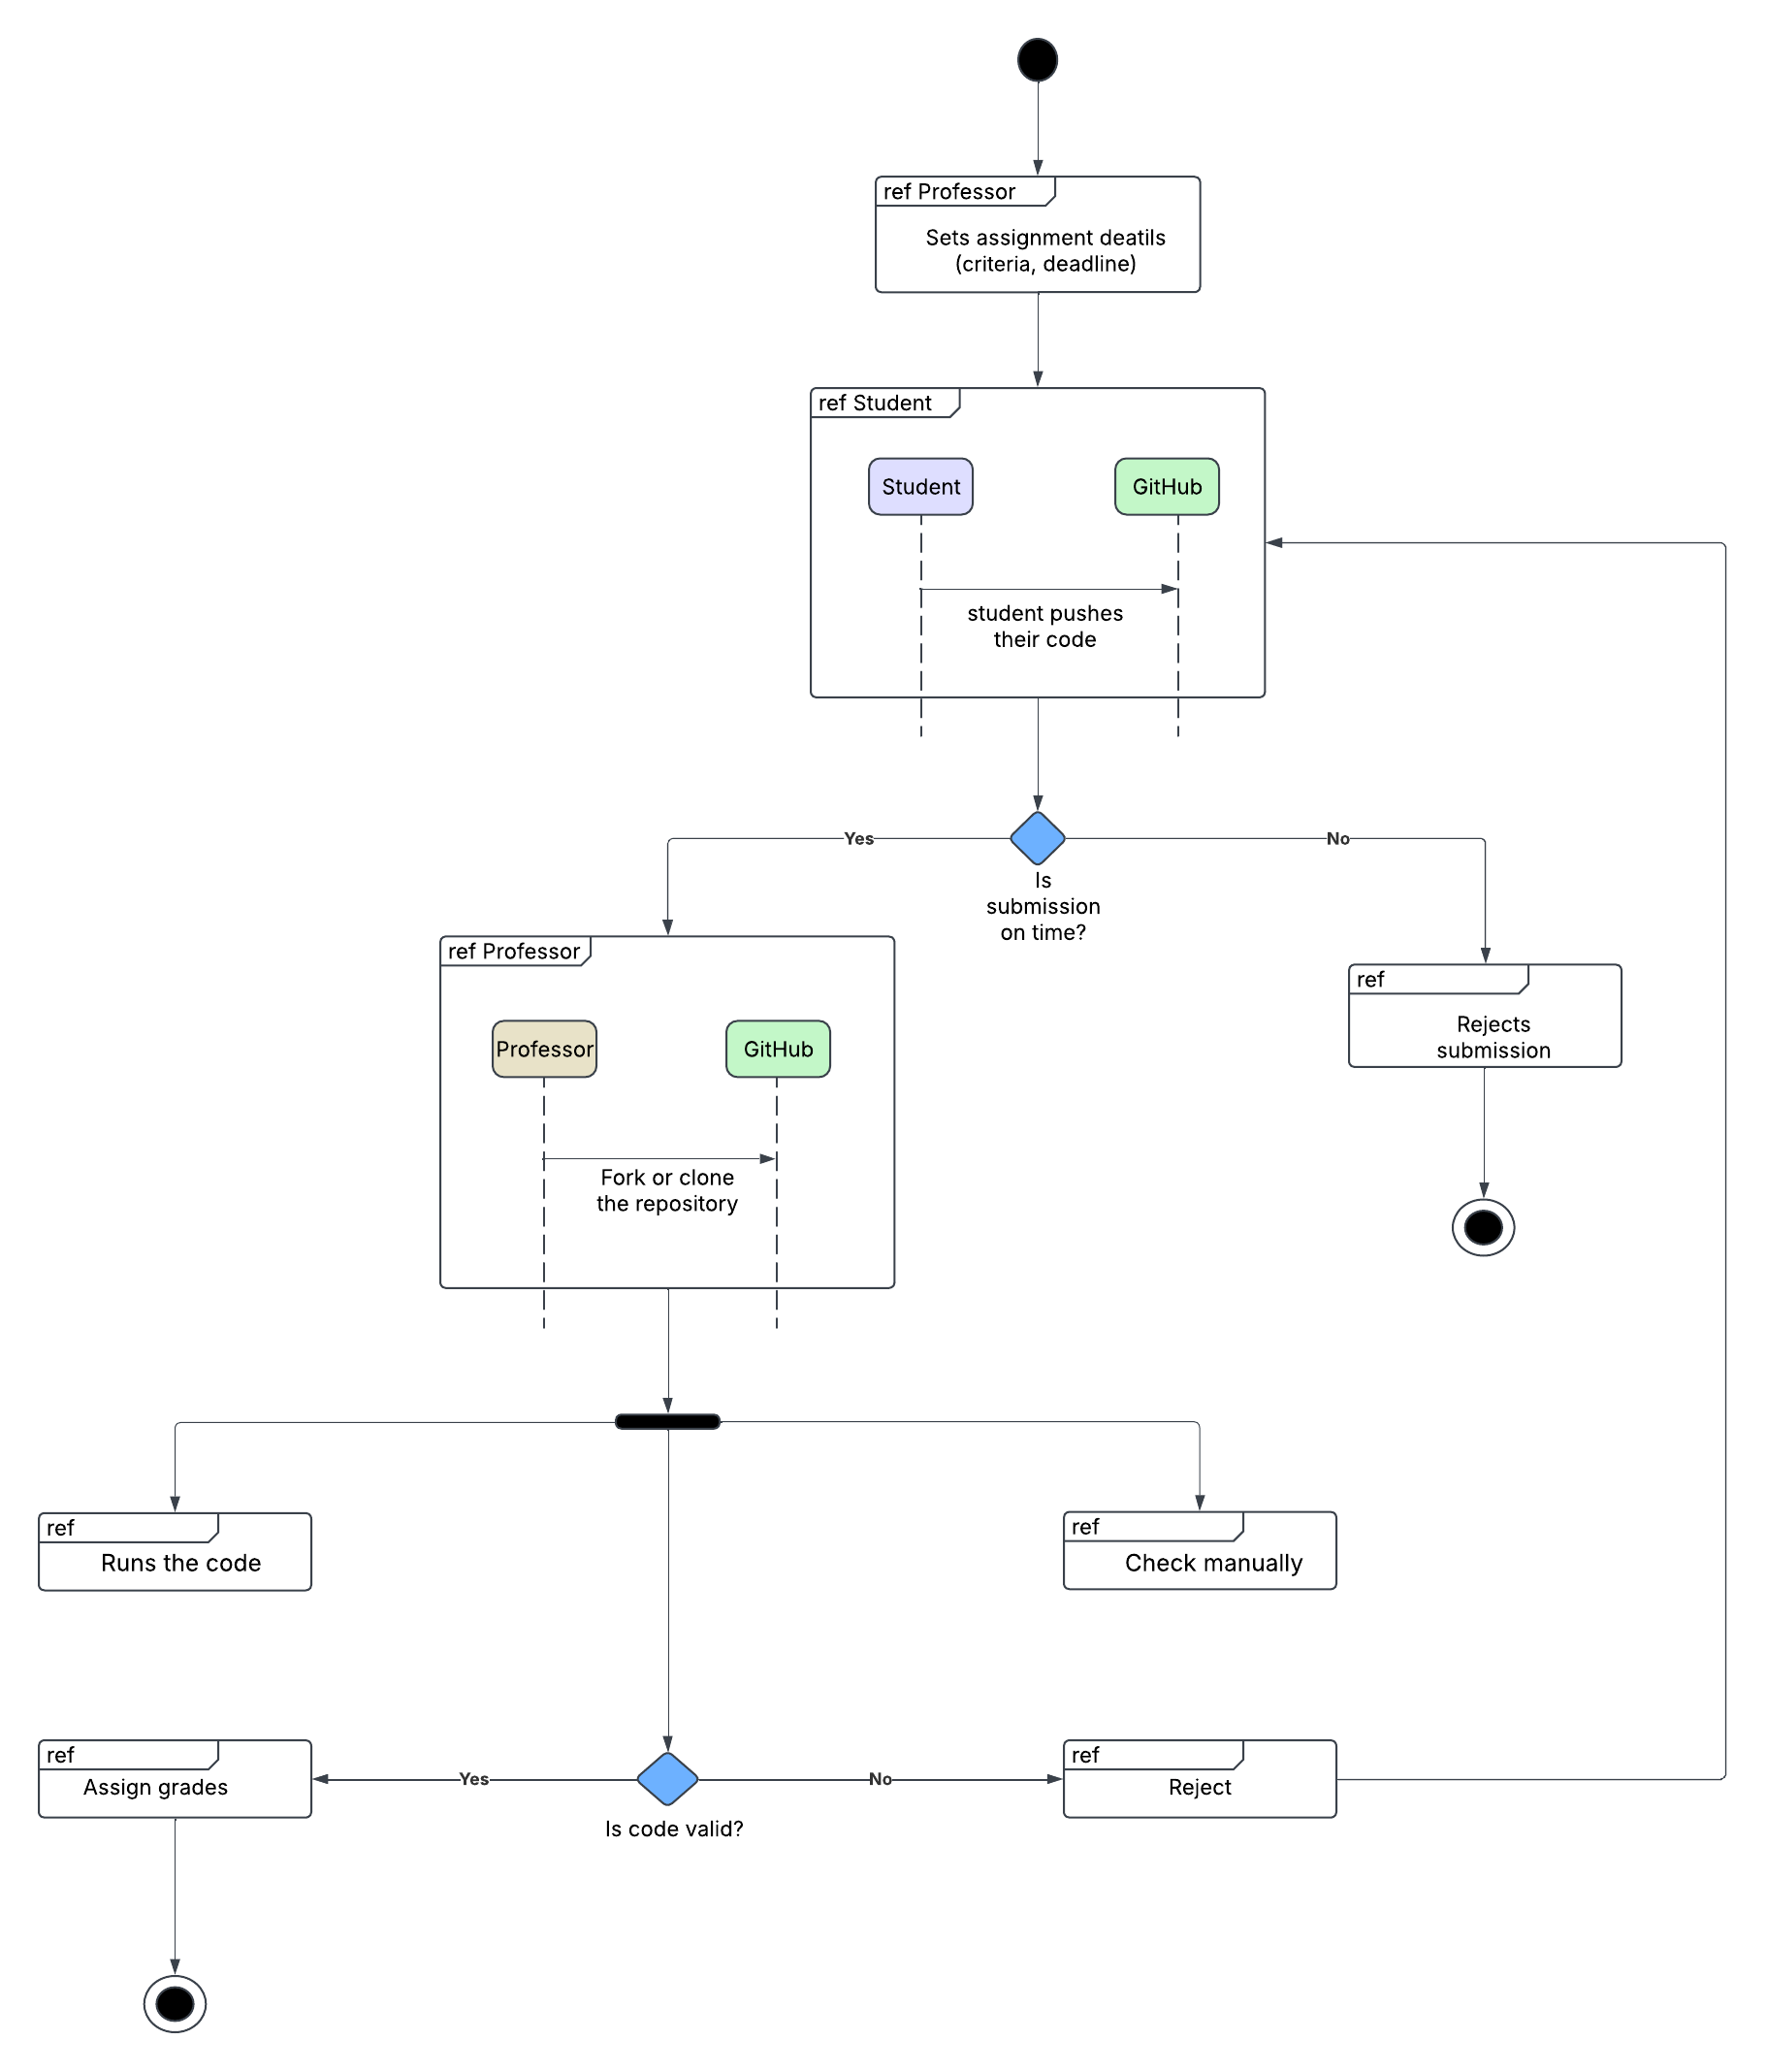 ref Professor
Sets assignment deatils
(criteria, deadline)
ref Student
Student
GitHub
student pushes
their code
Yes
No
Is
submission
on time?
ref Professor
ref
Rejects
submission
Professor
GitHub
Fork or clone
the repository
ref
Runs the code
ref
Check manually
ref
Assign grades
Yes
No
ref
Reject
Is code valid?